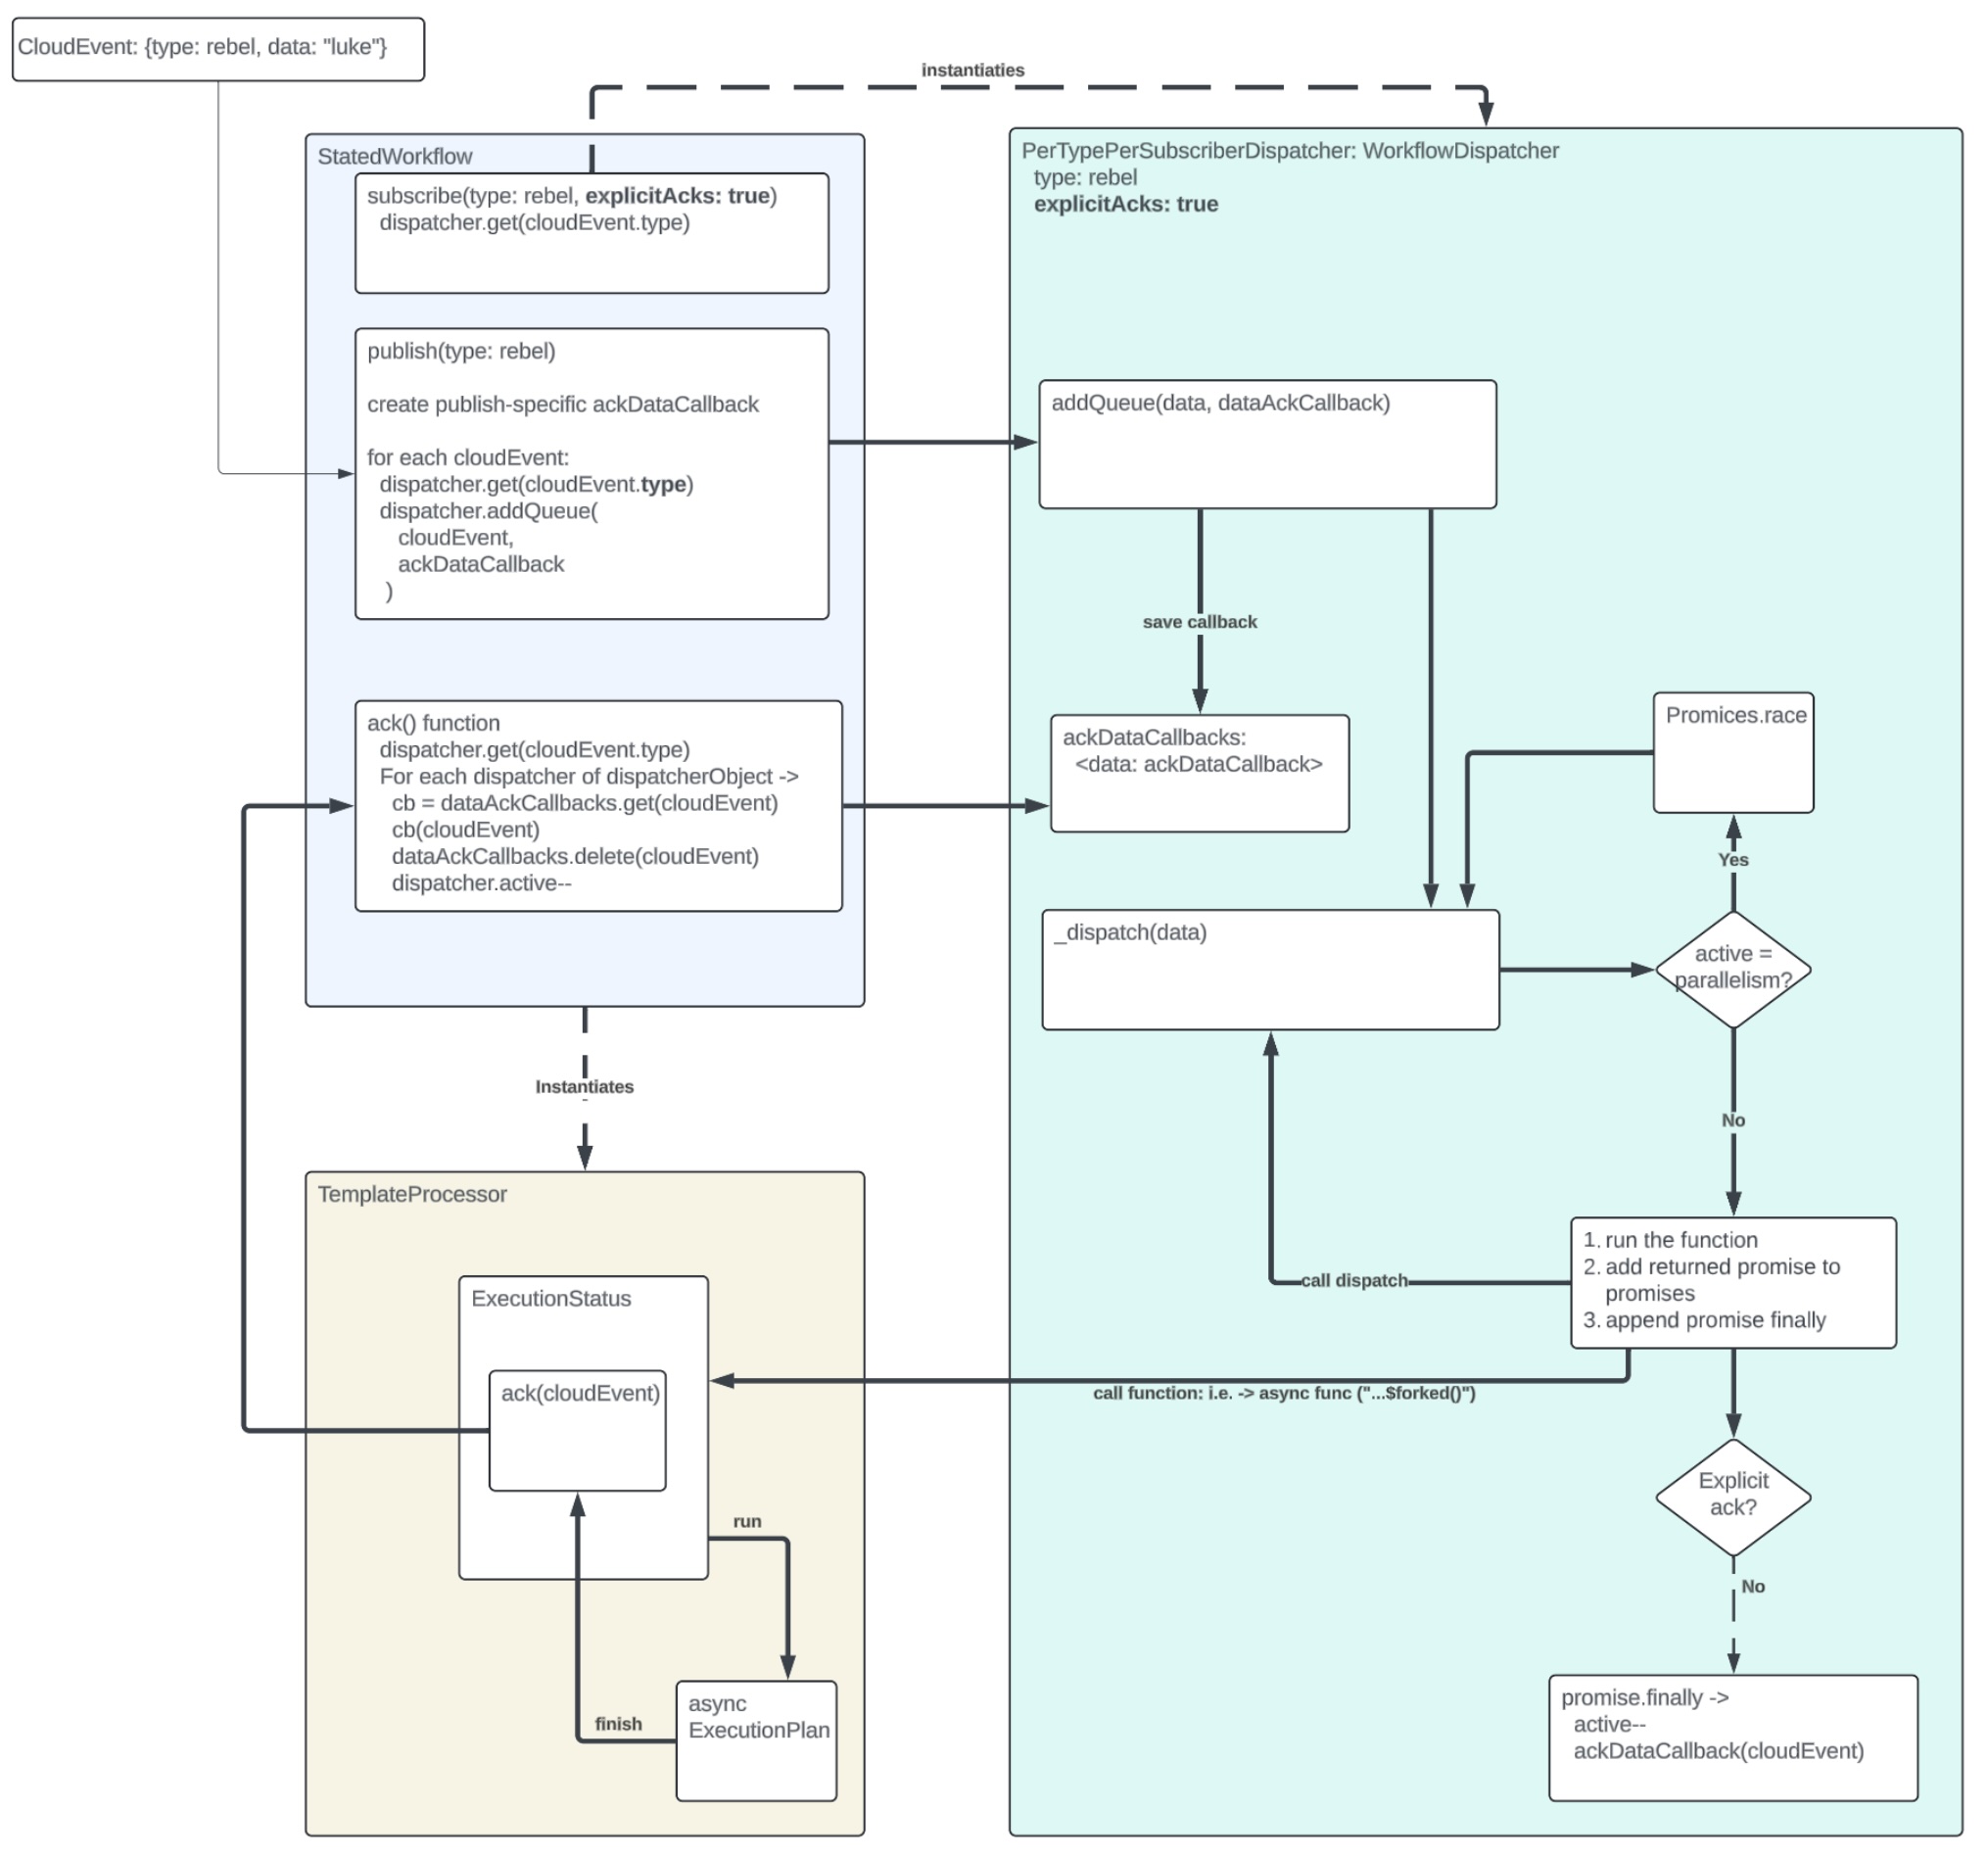 CloudEvent: {type: rebel, data: "luke"}
instantiaties
StatedWorkflow
subscribe(type: rebel, explicitAcks: true)
dispatcher.get(cloudEvent.type)
publish(type: rebel)
create publish-specific ackDataCallback
for each cloudEvent:
dispatcher.get(cloudEvent.type)
dispatcher.addQueue(
cloudEvent,
ackDataCallback
)
ack() function
dispatcher.get(cloudEvent.type)
For each dispatcher of dispatcherObject ->
cb = dataAckCallbacks.get(cloudEvent)
cb(cloudEvent)
dataAckCallbacks.delete(cloudEvent)
dispatcher.active--
Instantiates
TemplateProcessor
ExecutionStatus
ack(cloudEvent)
run
finish
async
ExecutionPlan
PerTypePerSubscriberDispatcher: WorkflowDispatcher
type: rebel
explicitAcks: true
addQueue(data, dataAckCallback)
save callback
ackDataCallbacks:
<data: ackDataCallback>
Promices.race
Yes
_dispatch(data)
active =
parallelism?
No
1. run the function
2. add returned promise to
promises
3. append promise finally
call dispatch
call function: i.e. -> async func ("...$forked()")
Explicit
ack?
No
promise.finally ->
active--
ackDataCallback(cloudEvent)